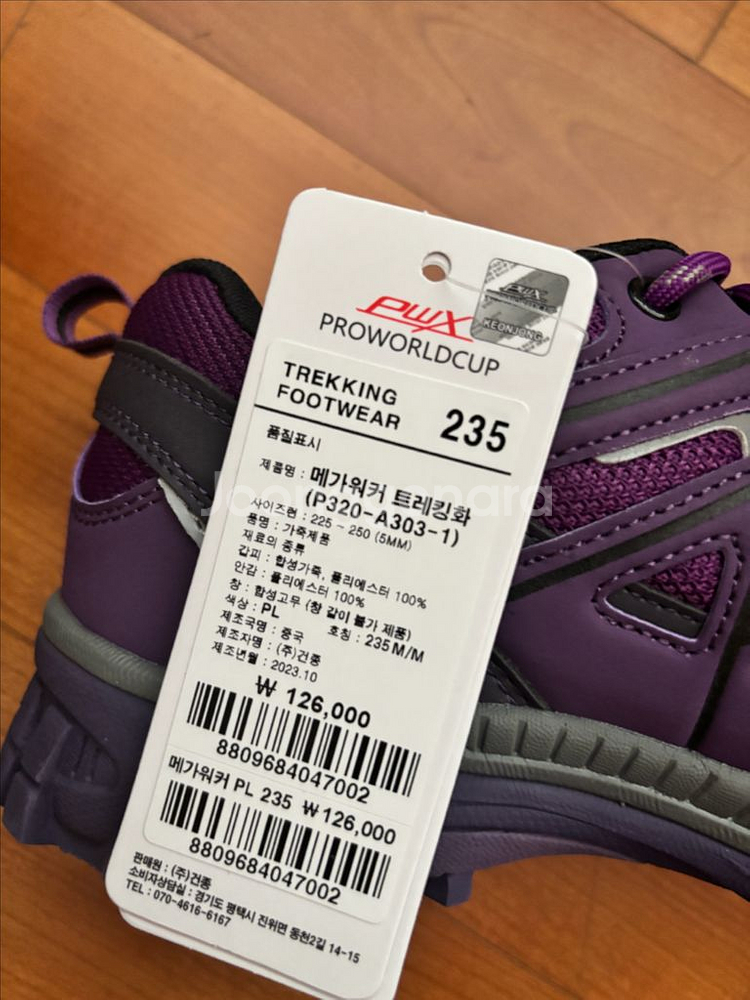 PWX
PROWORLDCUP
PWX
KEONJONG
TREKKING
FOOTWEAR 235
품질표시
제품명 : 메가워커 트레킹화
(P320-A303-1)
사이즈런 : 225 - 250 (5MM)
품명 : 가죽제품
재료의 종류
갑피 : 합성가죽, 폴리에스터 100%
안감 : 폴리에스터 100%
창 : 합성고무 (창 갈이 불가 제품)
색상 : PL 호칭 : 235 M/M
제조국명 : 중국
제조자명 : (주)건종
제조년월 : 2023.10
₩ 126,000
8809684047002
메가워커 PL 235 ₩126,000
8809684047002
판매원 : (주)건종
소비자상담실 : 경기도 평택시 진위면 동천2길 14-15
TEL : 070-4616-6167
Joonggonara